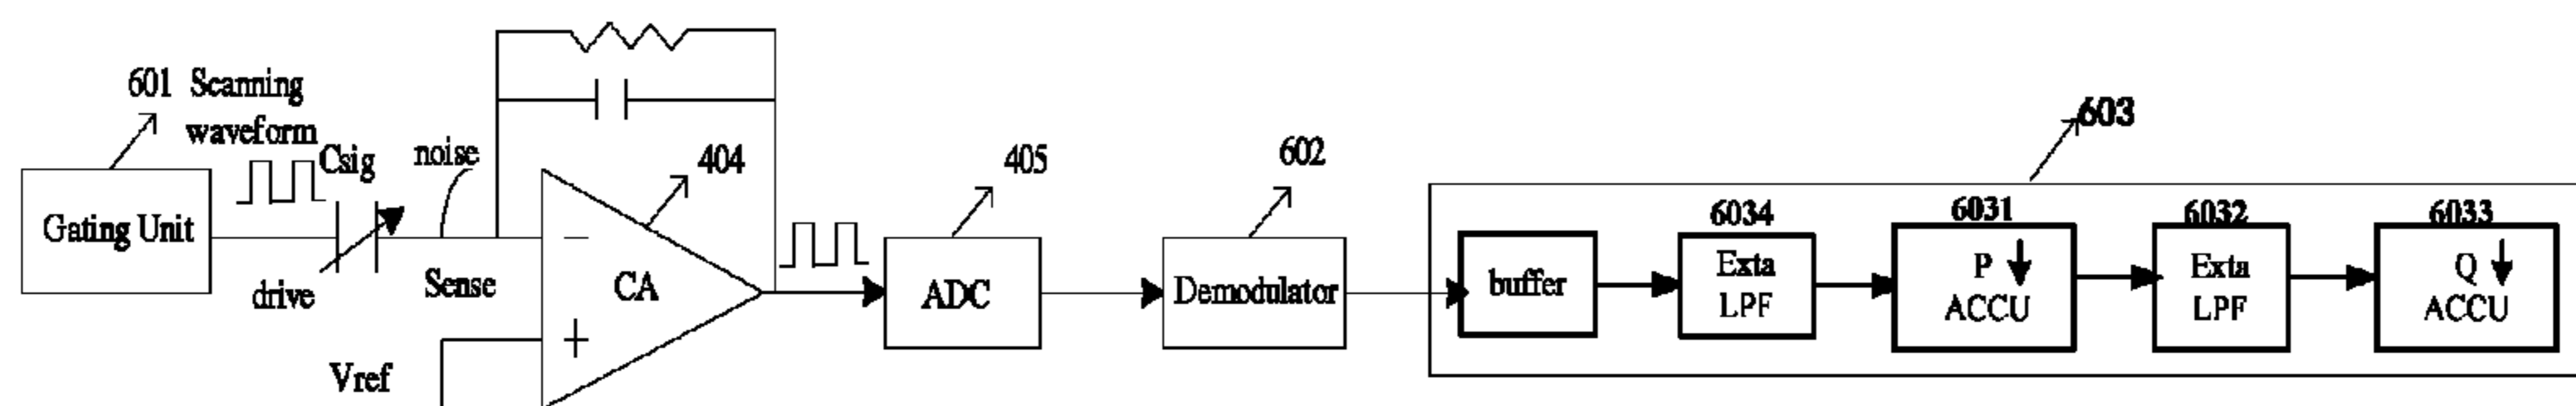 601 Scanning
waveform
Gating Unit
Csig
drive
noise
Sense
Vref
−
+
CA
404
405
ADC
602
Demodulator
603
buffer
6034
Exta
LPF
6031
P
ACCU
6032
Exta
LPF
6033
Q
ACCU